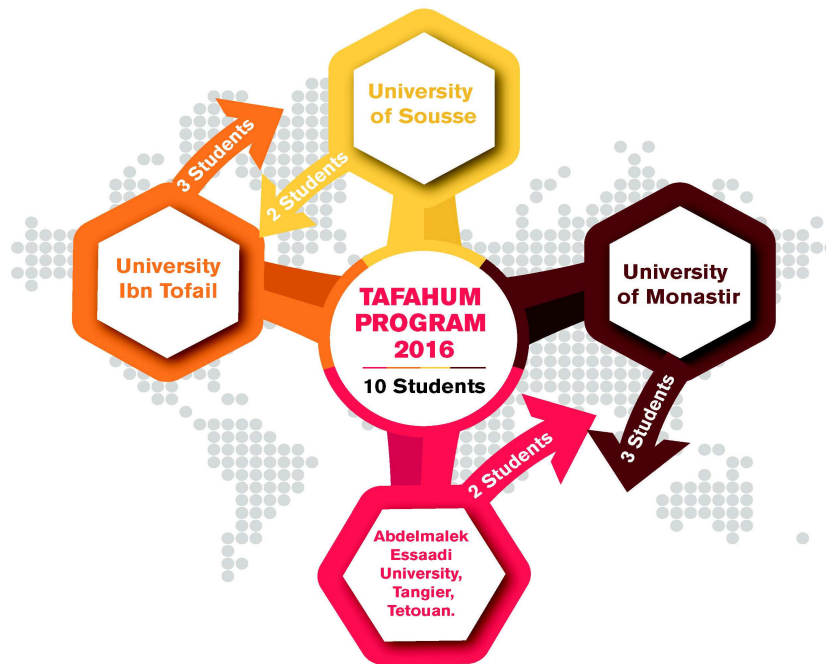 University
of Sousse
3 Students
2 Students
University
Ibn Tofail
University
of Monastir
TAFAHUM
PROGRAM
2016
10 Students
3 Students
2 Students
Abdelmalek
Essaadi
University,
Tangier,
Tetouan.